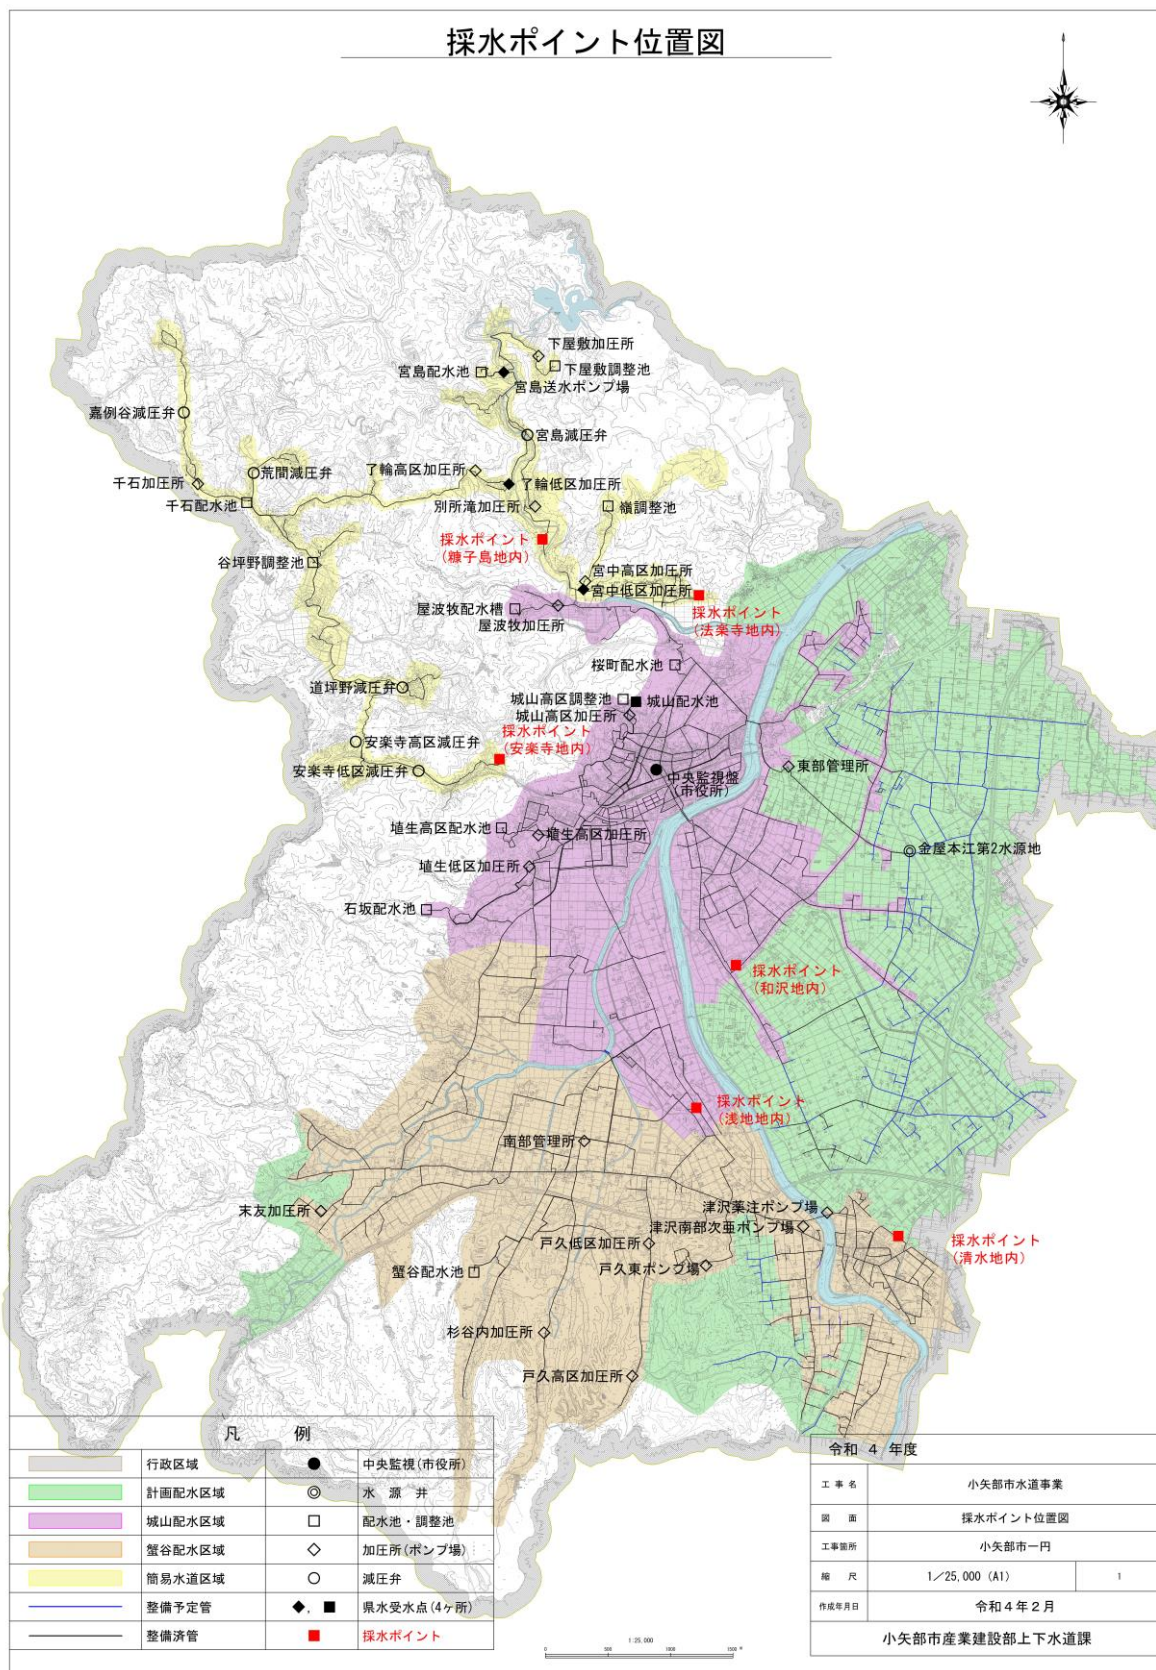 採水ポイント位置図
下屋敷加圧所
宮島配水池
下屋敷調整池
宮島送水ポンプ場
嘉例谷減圧弁
宮島減圧弁
荒間減圧弁
了輪高区加圧所
千石加圧所
了輪低区加圧所
千石配水池
別所滝加圧所
嶺調整池
採水ポイント
(糠子島地内)
谷坪野調整池
宮中高区加圧所
宮中低区加圧所
屋波牧配水槽
屋波牧加圧所
採水ポイント
(法楽寺地内)
桜町配水池
道坪野減圧弁
城山高区調整池
城山配水池
城山高区加圧所
採水ポイント
(安楽寺地内)
安楽寺高区減圧弁
安楽寺低区減圧弁
中央監視盤
(市役所)
東部管理所
埴生高区配水池
埴生高区加圧所
金屋本江第2水源地
埴生低区加圧所
石坂配水池
採水ポイント
(和沢地内)
採水ポイント
(浅地地内)
南部管理所
末友加圧所
津沢薬注ポンプ場
津沢南部次亜ポンプ場
戸久低区加圧所
採水ポイント
(清水地内)
蟹谷配水池
戸久東ポンプ場
杉谷内加圧所
戸久高区加圧所
凡 例
行政区域
中央監視(市役所)
計画配水区域
水 源 井
城山配水区域
配水池・調整池
蟹谷配水区域
加圧所(ポンプ場)
簡易水道区域
減圧弁
整備予定管
◆, ■ 県水受水点(4ヶ所)
整備済管
採水ポイント
1:25,000
0 500 1000 1500
令和 4 年度
工 事 名 小矢部市水道事業
図 面 採水ポイント位置図
工事箇所 小矢部市一円
縮 尺 1/25,000 (A1) 1
作成年月日 令和4年2月
小矢部市産業建設部上下水道課